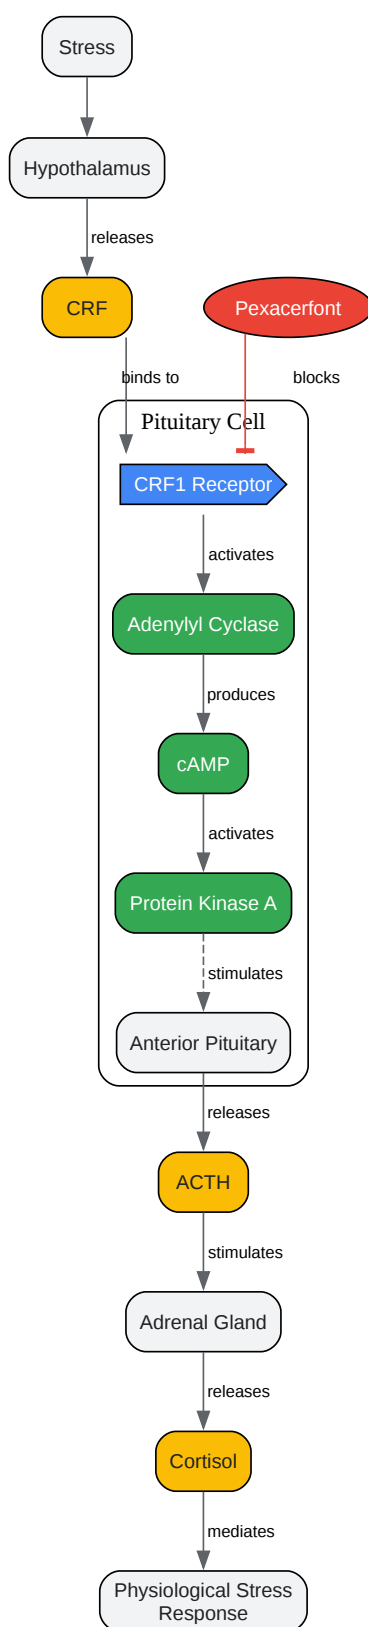 Stress
Hypothalamus
releases
CRF
Pexacerfont
binds to
blocks
Pituitary Cell
CRF1 Receptor
activates
Adenylyl Cyclase
produces
cAMP
activates
Protein Kinase A
stimulates
Anterior Pituitary
releases
ACTH
stimulates
Adrenal Gland
releases
Cortisol
mediates
Physiological Stress
Response